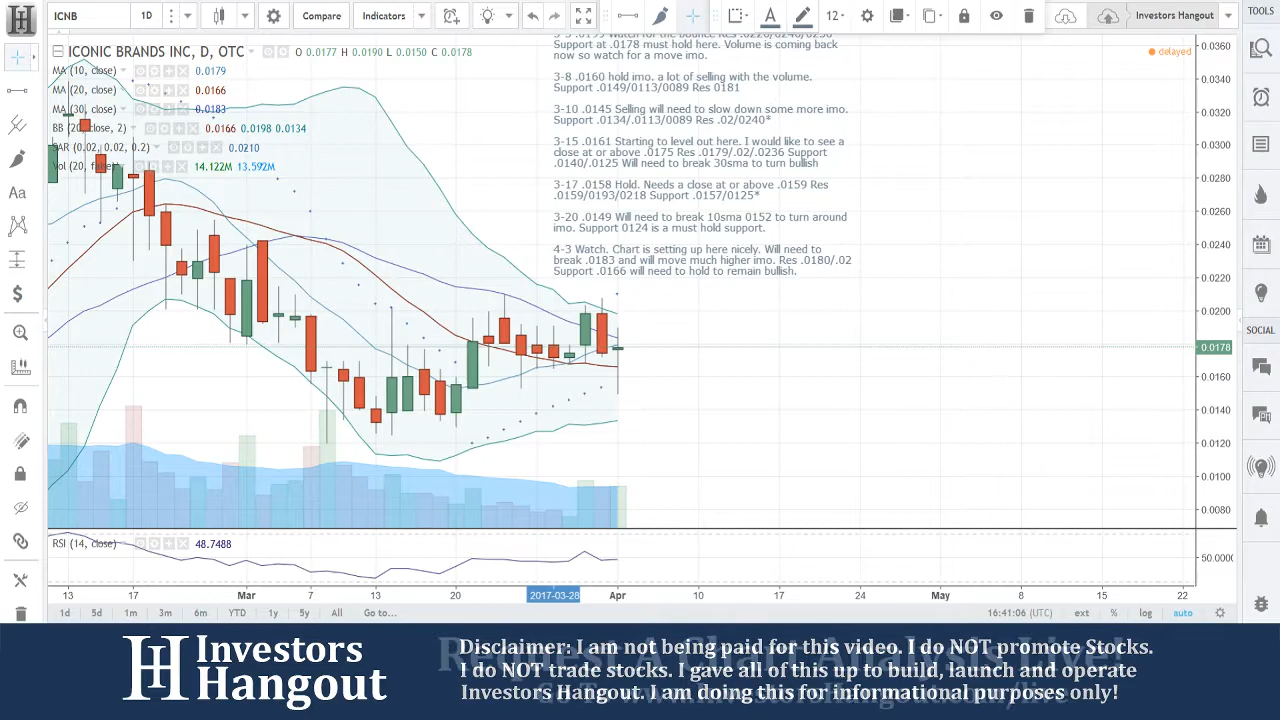 ICNB
1D
Compare
Indicators
12
Investors Hangout
TOOLS
ICONIC BRANDS INC, D, OTC
O 0.0177 H 0.0190 L 0.0150 C 0.0178
delayed
MA (10, close) 0.0179
MA (20, close) 0.0166
MA (30, close) 0.0183
BB (20, close, 2) 0.0166 0.0198 0.0134
SAR (0.02, 0.02, 0.2) 0.0210
Vol (20, 14.122M 13.592M
Support at .0178 must hold here. Volume is coming back
now so watch for a move imo.
3-8 .0160 hold imo. a lot of selling with the volume.
Support .0149/0113/0089 Res 0181
3-10 .0145 Selling will need to slow down some more imo.
Support .0134/.0113/0089 Res .02/0240*
3-15 .0161 Starting to level out here. I would like to see a
close at or above .0175 Res .0179/.02/.0236 Support
.0140/.0125 Will need to break 30sma to turn bullish
3-17 .0158 Hold. Needs a close at or above .0159 Res
.0159/0193/0218 Support .0157/0125*
3-20 .0149 Will need to break 10sma 0152 to turn around
imo. Support 0124 is a must hold support.
4-3 Watch. Chart is setting up here nicely. Will need to
break .0183 and will move much higher imo. Res .0180/.02
Support .0166 will need to hold to remain bullish.
0.0360
0.0340
0.0320
0.0300
0.0280
0.0260
0.0240
0.0220
0.0200
0.0178
0.0160
0.0140
0.0120
0.0100
0.0080
SOCIAL
RSI (14, close) 48.7488
50.0000
13 17 Mar 7 13 20 2017-03-28 Apr 10 17 24 May 8 15 22
1d 5d 1m 3m 6m YTD 1y 5y All Go to... 16:41:06 (UTC) ext % log auto
Investors
Hangout
Disclaimer: I am not being paid for this video. I do NOT promote Stocks.
I do NOT trade stocks. I gave all of this up to build, launch and operate
Investors Hangout. I am doing this for informational purposes only!